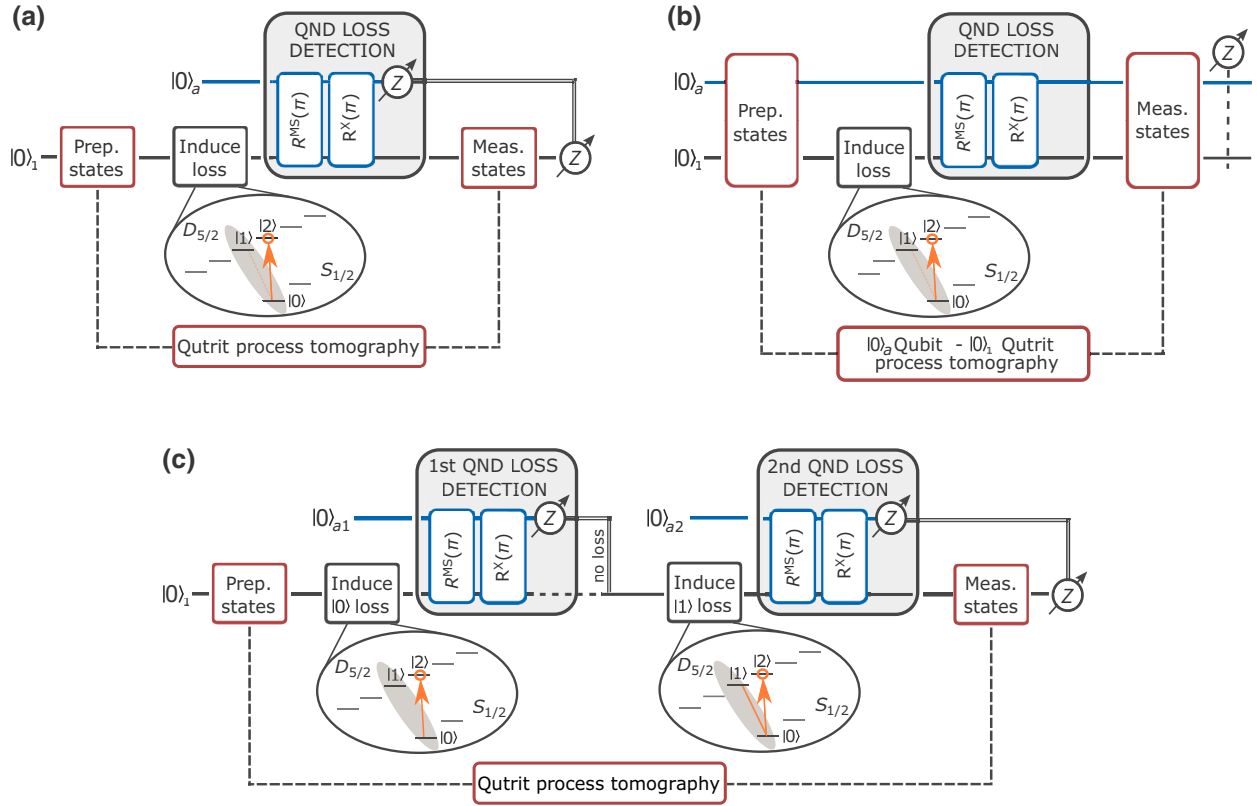 (a)
QND LOSS
DETECTION
|0⟩a
R^MS(π)
R^X(π)
Z
|0⟩1
Prep.
states
Induce
loss
Meas.
states
Z
D5/2
|1⟩
|2⟩
S1/2
|0⟩
Qutrit process tomography
(b)
QND LOSS
DETECTION
|0⟩a
Prep.
states
R^MS(π)
R^X(π)
Meas.
states
Z
|0⟩1
Induce
loss
D5/2
|1⟩
|2⟩
S1/2
|0⟩
|0⟩a Qubit - |0⟩1 Qutrit
process tomography
(c)
1st QND LOSS
DETECTION
|0⟩a1
R^MS(π)
R^X(π)
Z
no loss
2nd QND LOSS
DETECTION
|0⟩a2
R^MS(π)
R^X(π)
Z
|0⟩1
Prep.
states
Induce
|0⟩ loss
Induce
|1⟩ loss
Meas.
states
Z
D5/2
|1⟩
|2⟩
S1/2
|0⟩
D5/2
|1⟩
|2⟩
S1/2
|0⟩
Qutrit process tomography